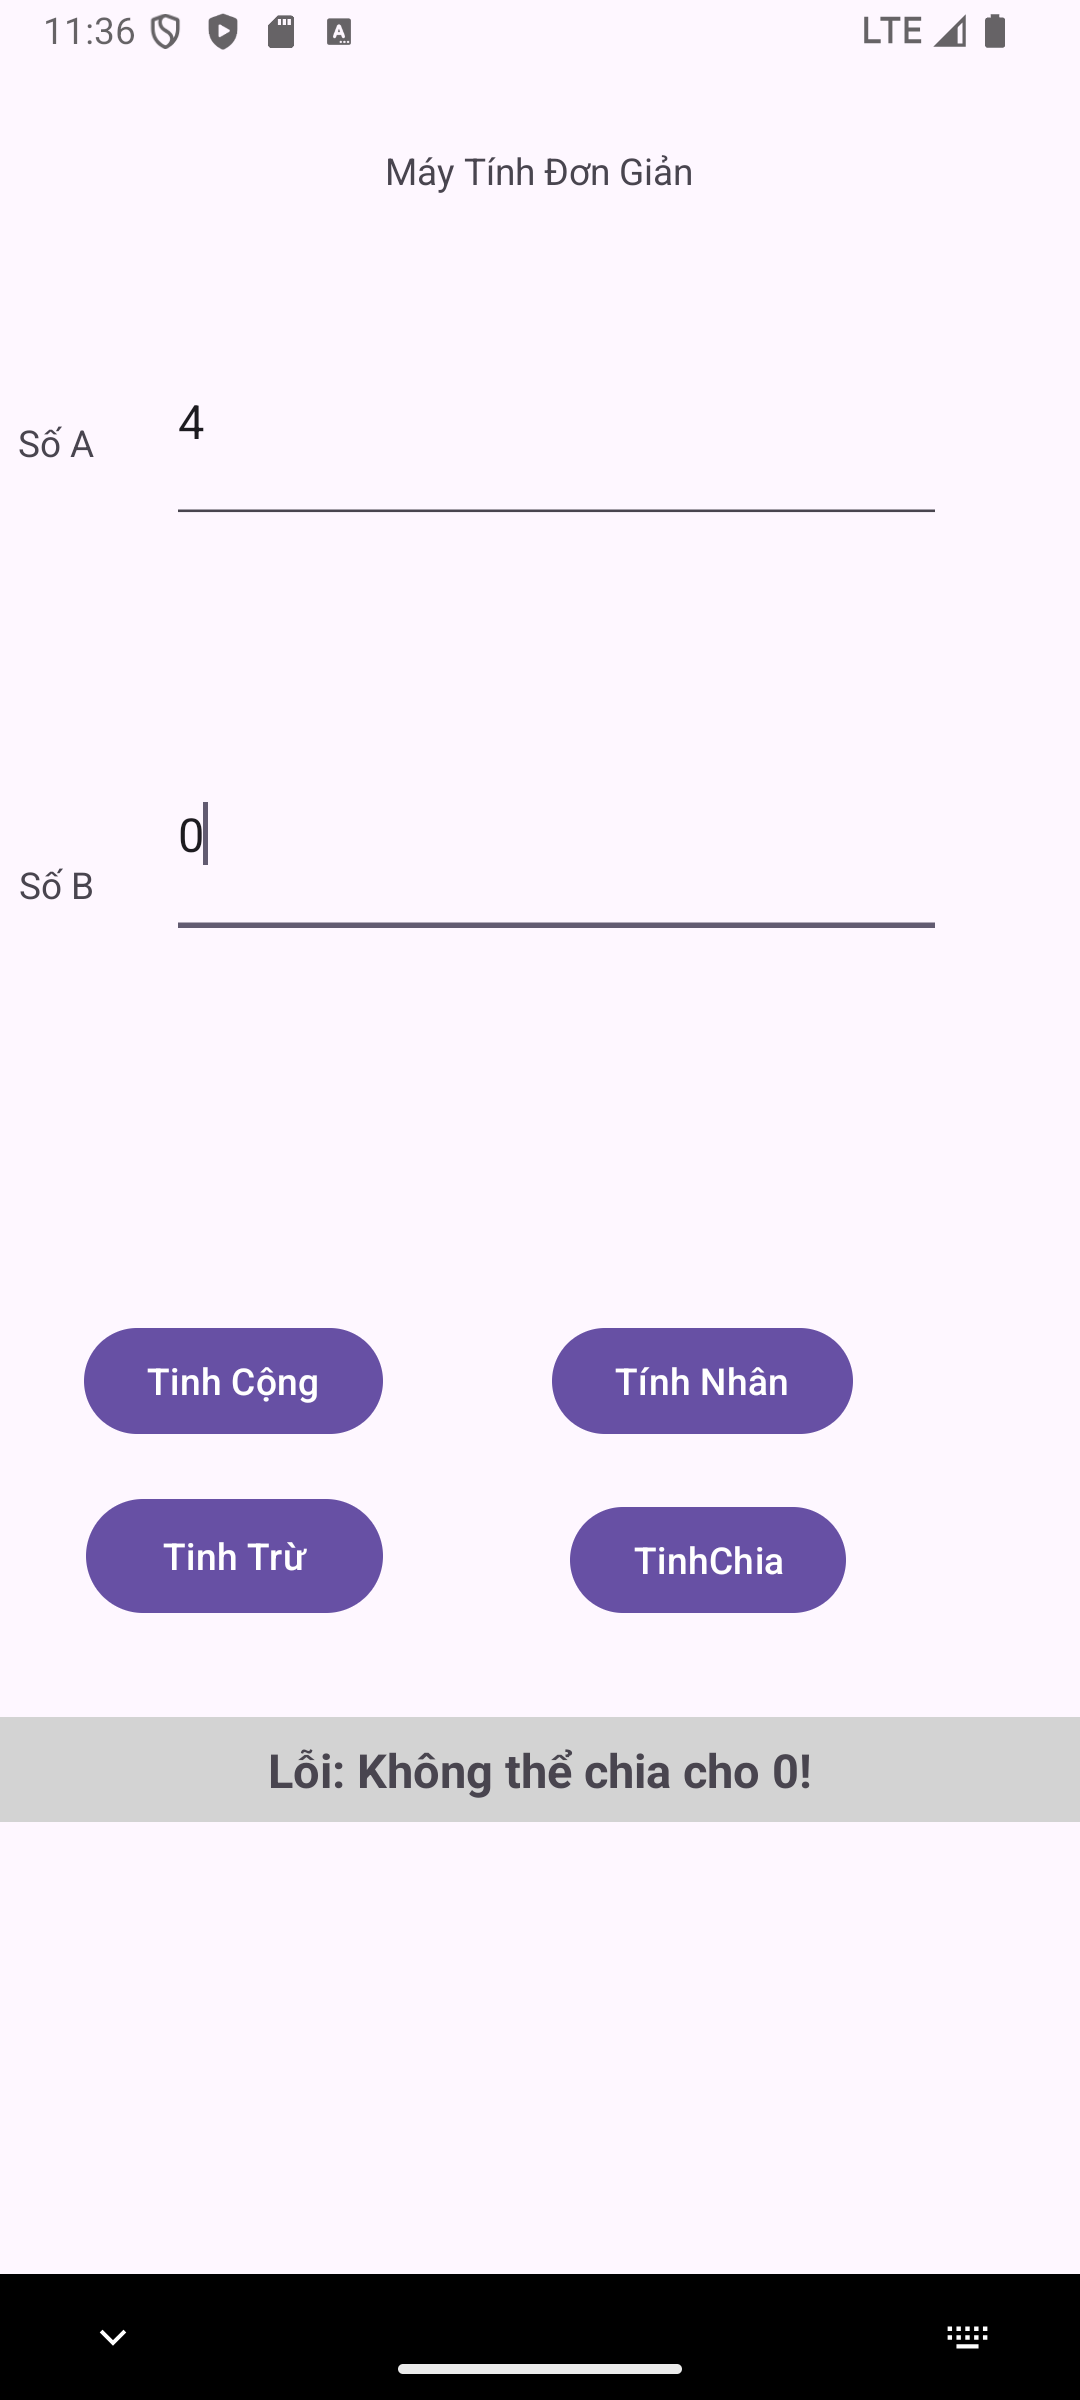 11:36 LTE
Máy Tính Đơn Giản
Số A 4
Số B 0
Tinh Cộng Tính Nhân
Tinh Trừ TinhChia
Lỗi: Không thể chia cho 0!